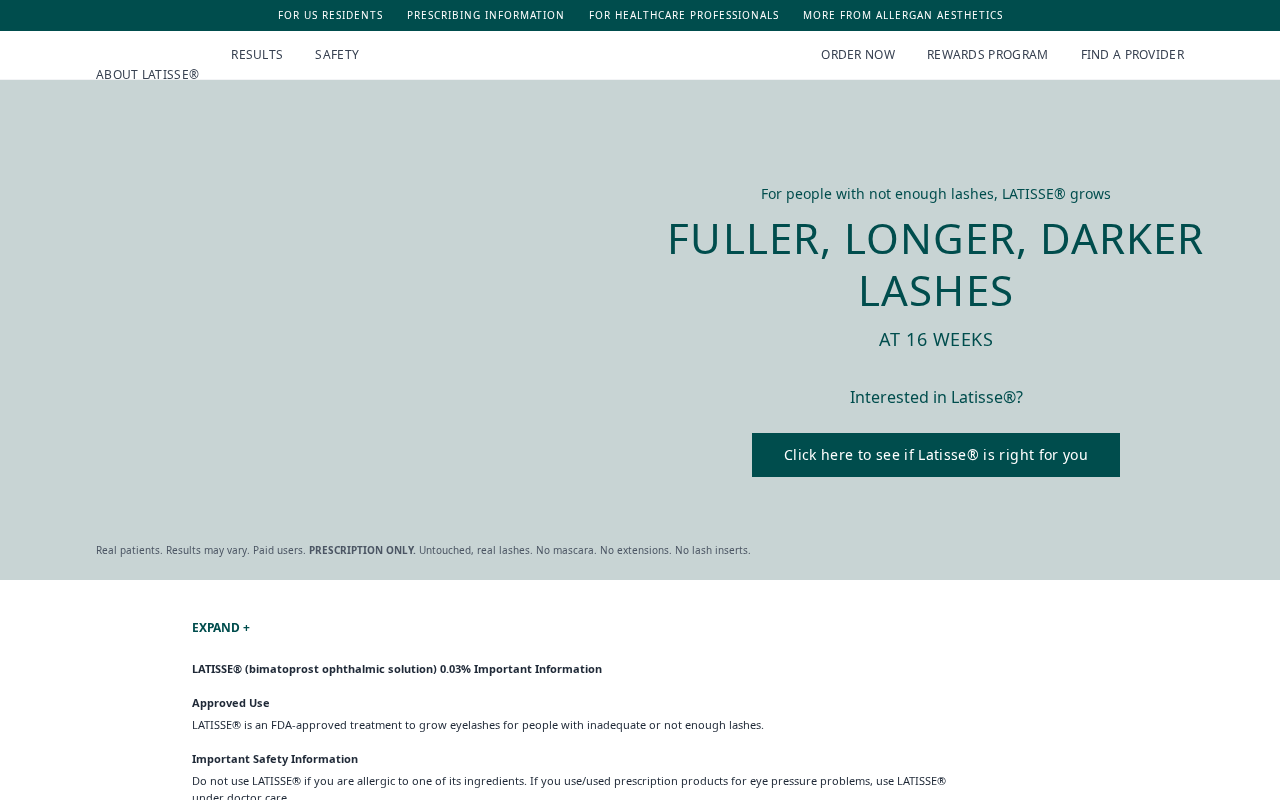 FOR US RESIDENTS PRESCRIBING INFORMATION FOR HEALTHCARE PROFESSIONALS MORE FROM ALLERGAN AESTHETICS
ABOUT LATISSE® RESULTS SAFETY ORDER NOW REWARDS PROGRAM FIND A PROVIDER
For people with not enough lashes, LATISSE® grows
FULLER, LONGER, DARKER
LASHES
AT 16 WEEKS
Interested in Latisse®?
Click here to see if Latisse® is right for you
Real patients. Results may vary. Paid users. PRESCRIPTION ONLY. Untouched, real lashes. No mascara. No extensions. No lash inserts.
EXPAND +
LATISSE® (bimatoprost ophthalmic solution) 0.03% Important Information
Approved Use
LATISSE® is an FDA-approved treatment to grow eyelashes for people with inadequate or not enough lashes.
Important Safety Information
Do not use LATISSE® if you are allergic to one of its ingredients. If you use/used prescription products for eye pressure problems, use LATISSE®
under doctor care.